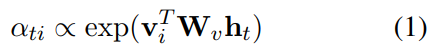 α_{ti} ∝ exp(v_i^T W_v h_t) (1)